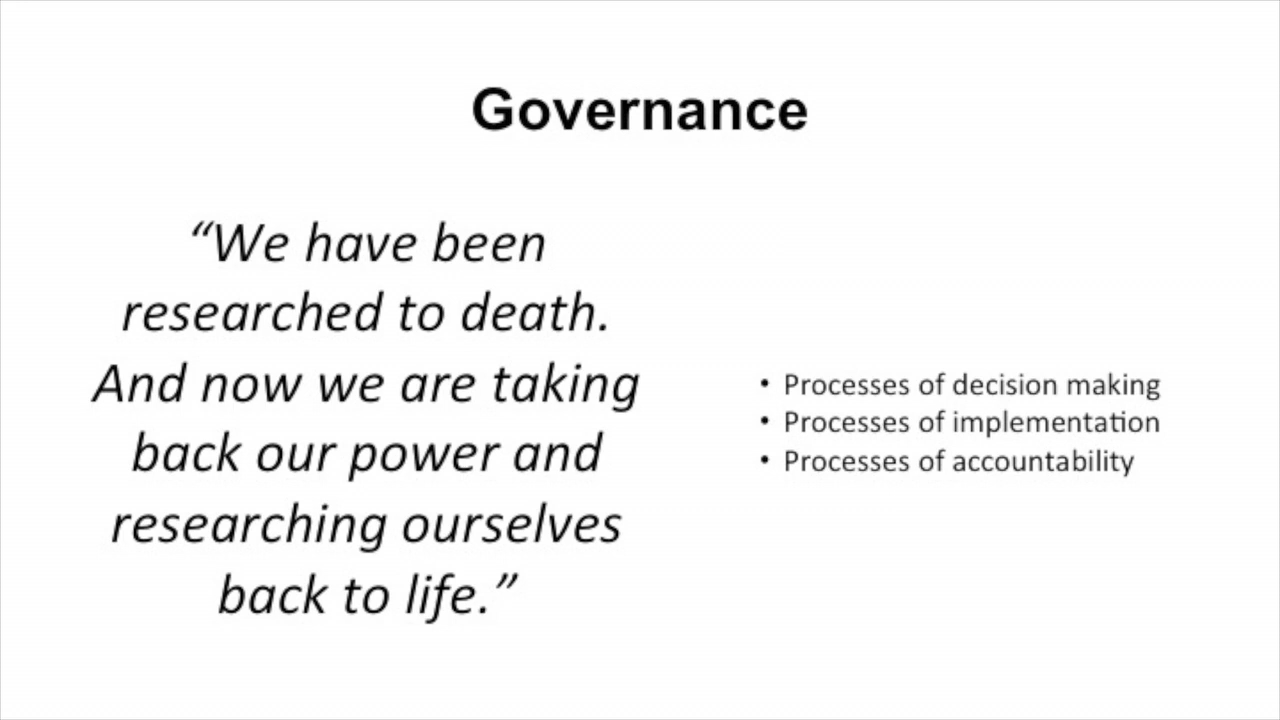 Governance
“We have been
researched to death.
And now we are taking
back our power and
researching ourselves
back to life.”
• Processes of decision making
• Processes of implementation
• Processes of accountability